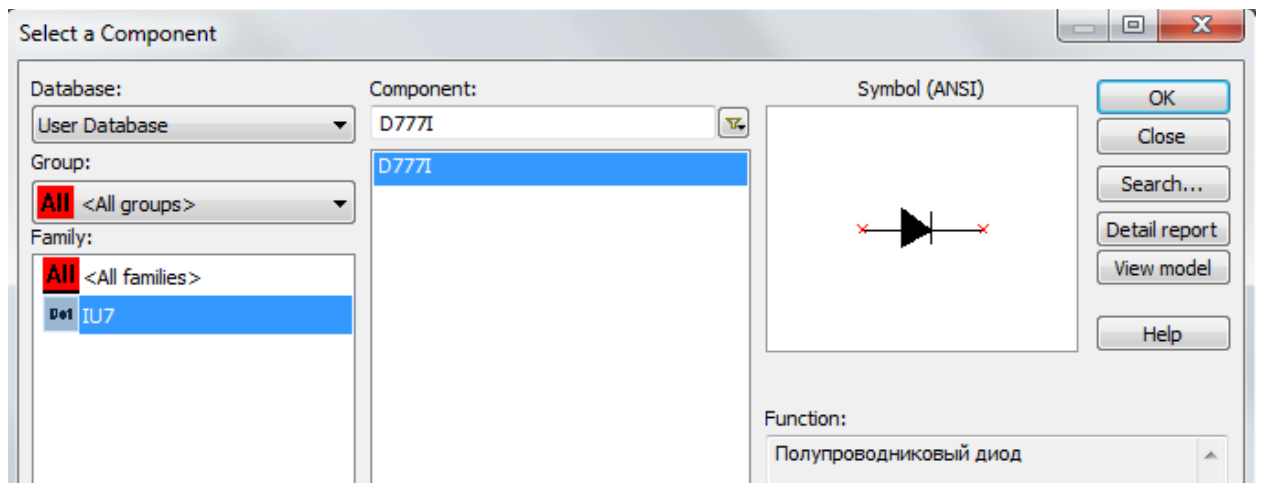 Select a Component
Database:
User Database
Group:
All <All groups>
Family:
All <All families>
Def IU7
Component:
D777I
D777I
Symbol (ANSI)
OK
Close
Search...
Detail report
View model
Help
Function:
Полупроводниковый диод